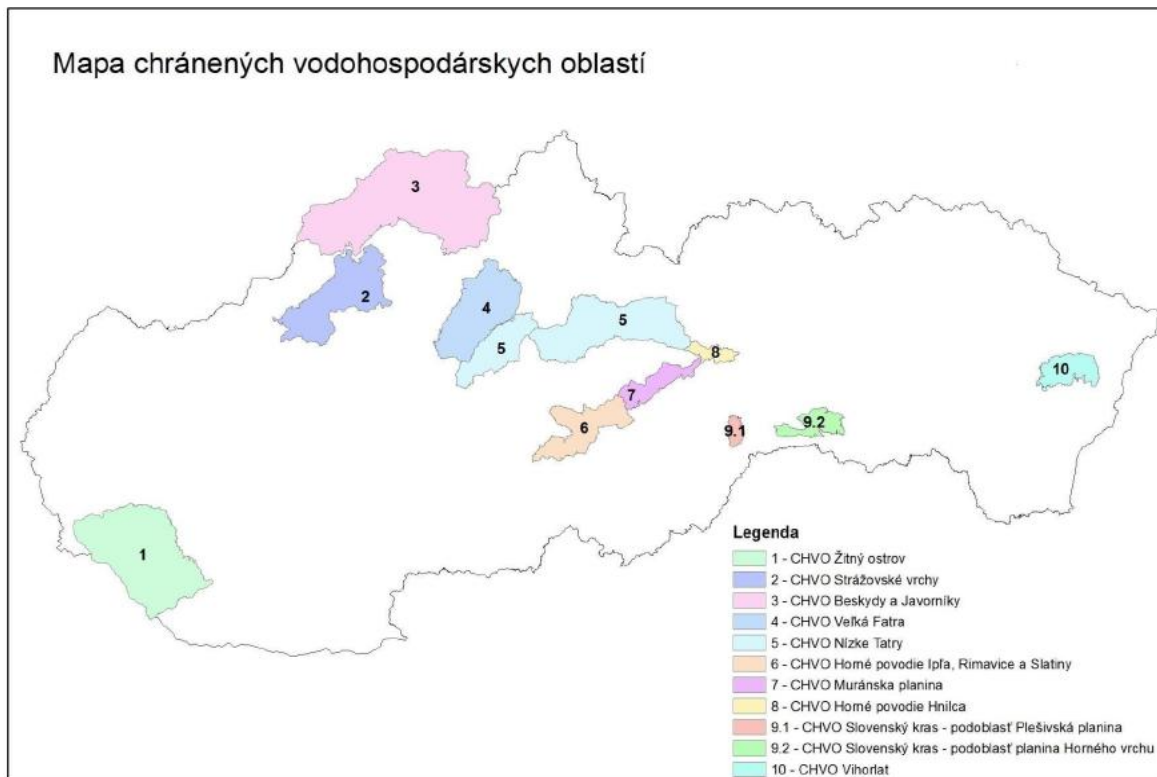 Mapa chránených vodohospodárskych oblastí
3
2
4
5
5
8
7
10
6
9.1
9.2
1
Legenda
1 - CHVO Žitný ostrov
2 - CHVO Strážovské vrchy
3 - CHVO Beskydy a Javorníky
4 - CHVO Veľká Fatra
5 - CHVO Nízke Tatry
6 - CHVO Horné povodie Ipľa, Rimavice a Slatiny
7 - CHVO Muránska planina
8 - CHVO Horné povodie Hnilca
9.1 - CHVO Slovenský kras - podoblasť Plešivská planina
9.2 - CHVO Slovenský kras - podoblasť planina Horného vrchu
10 - CHVO Vihorlat